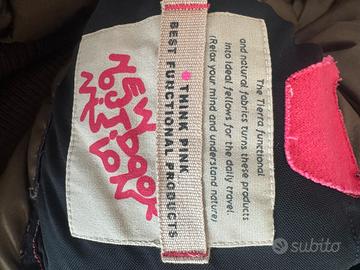 The Tierra functional
and natural fabrics turns these products
into ideal fellows for the daily travel.
(Relax your mind and understand nature)
THINK PINK
BEST FUNCTIONAL PRODUCTS
NEW
subito